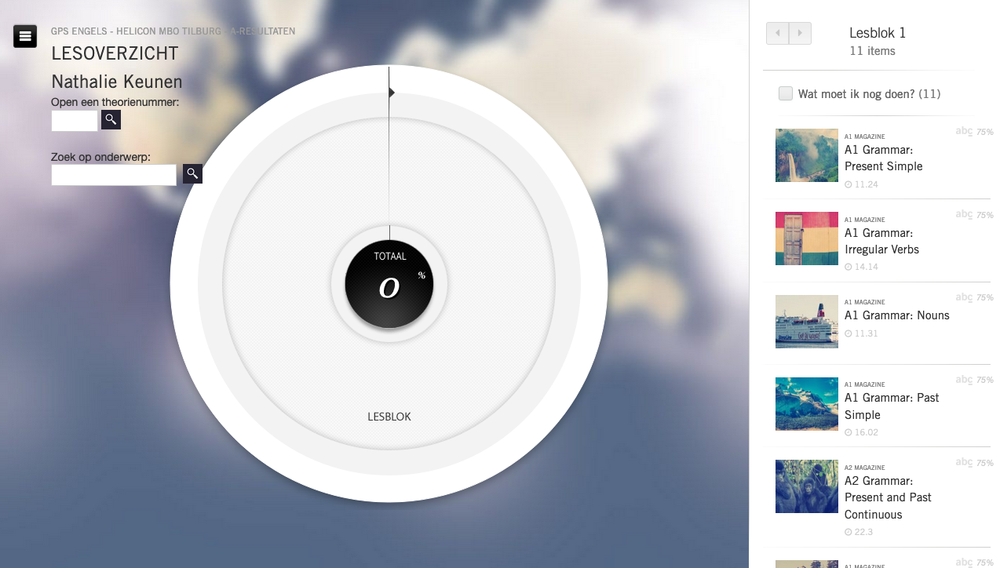 GPS ENGELS - HELICON MBO TILBURG - A-RESULTATEN
LESOVERZICHT
Nathalie Keunen
Open een theorienummer:
Zoek op onderwerp:
TOTAAL
0 %
LESBLOK
Lesblok 1
11 items
Wat moet ik nog doen? (11)
A1 MAGAZINE
abc 75%
A1 Grammar:
Present Simple
11.24
A1 MAGAZINE
abc 75%
A1 Grammar:
Irregular Verbs
14.14
A1 MAGAZINE
abc 75%
A1 Grammar: Nouns
11.31
A1 MAGAZINE
abc 75%
A1 Grammar: Past
Simple
16.02
A2 MAGAZINE
abc 75%
A2 Grammar:
Present and Past
Continuous
22.3
A1 MAGAZINE
abc 75%